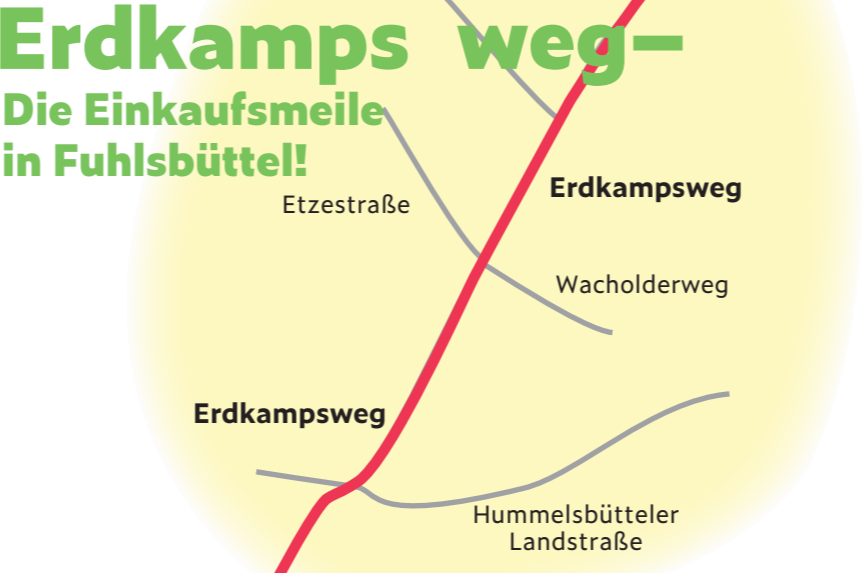 Erdkamps weg–
Die Einkaufsmeile
in Fuhlsbüttel!
Etzestraße
Erdkampsweg
Wacholderweg
Erdkampsweg
Hummelsbütteler
Landstraße